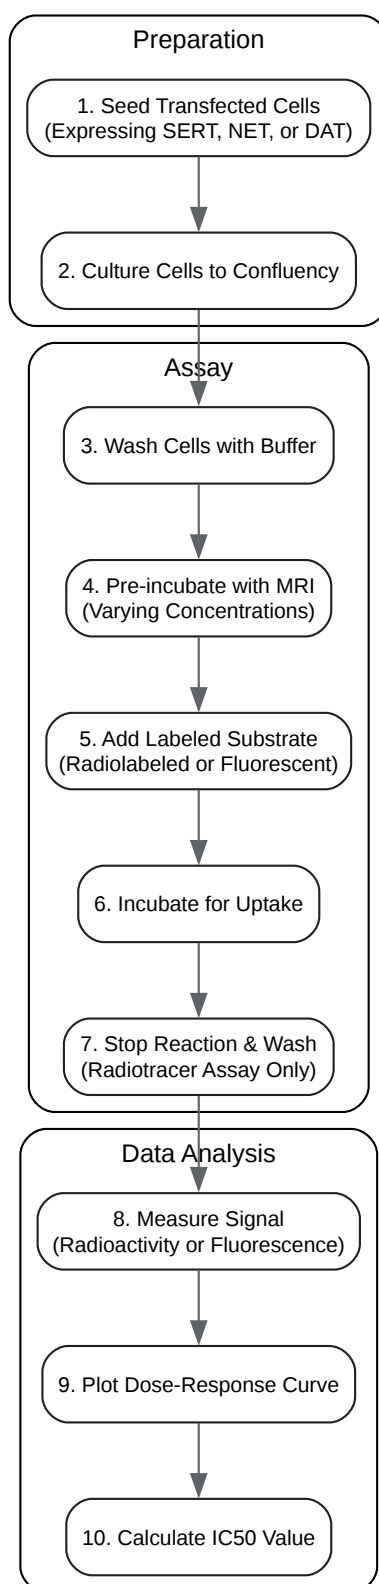 Preparation
1. Seed Transfected Cells
(Expressing SERT, NET, or DAT)
2. Culture Cells to Confluency
Assay
3. Wash Cells with Buffer
4. Pre-incubate with MRI
(Varying Concentrations)
5. Add Labeled Substrate
(Radiolabeled or Fluorescent)
6. Incubate for Uptake
7. Stop Reaction & Wash
(Radiotracer Assay Only)
Data Analysis
8. Measure Signal
(Radioactivity or Fluorescence)
9. Plot Dose-Response Curve
10. Calculate IC50 Value